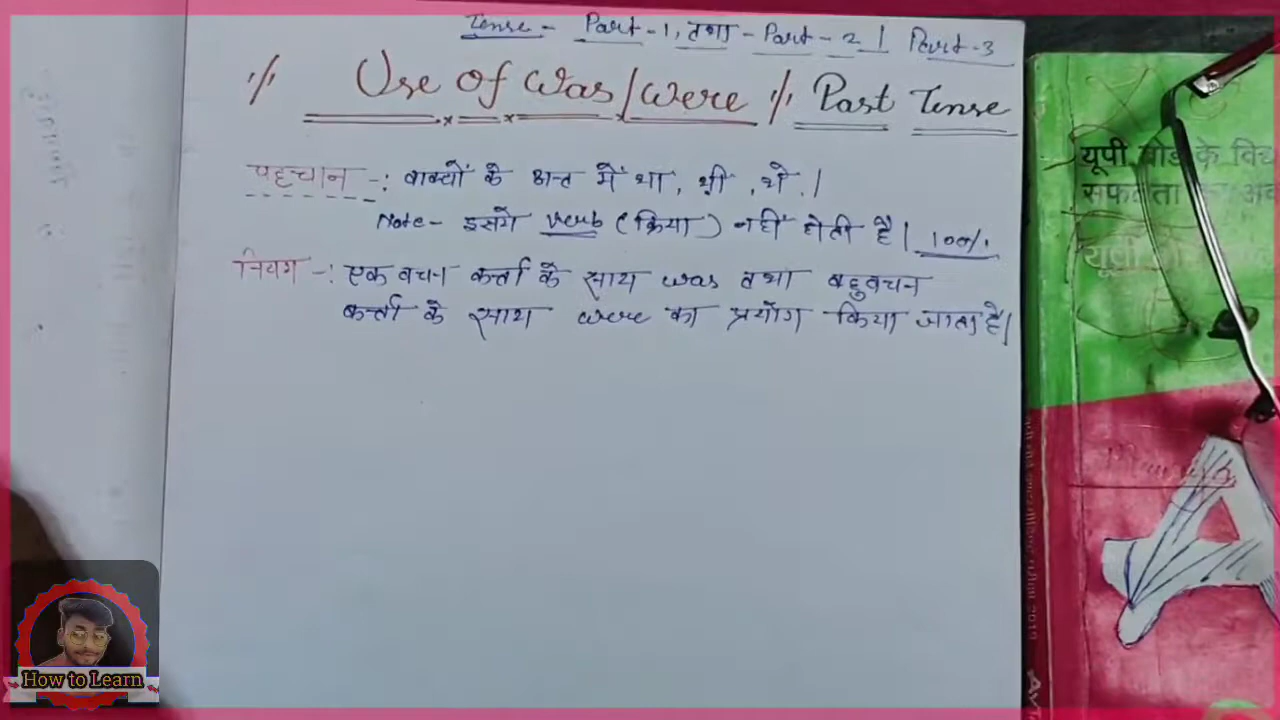 Tense - Part-1, तथा - Part-2 | Part-3
// Use Of Was/Were // Past Tense
पहचान -: वाक्यों के अन्त में था, थी, थे.|
Note- इसमें verb (क्रिया) नहीं होती है| 100%
नियम -: एक वचन कर्त्ता के साथ was तथा बहुवचन
कर्त्ता के साथ were का प्रयोग किया जाता है|
यूपी बोर्ड के विद्य
सफलता का
यूपी
How to Learn